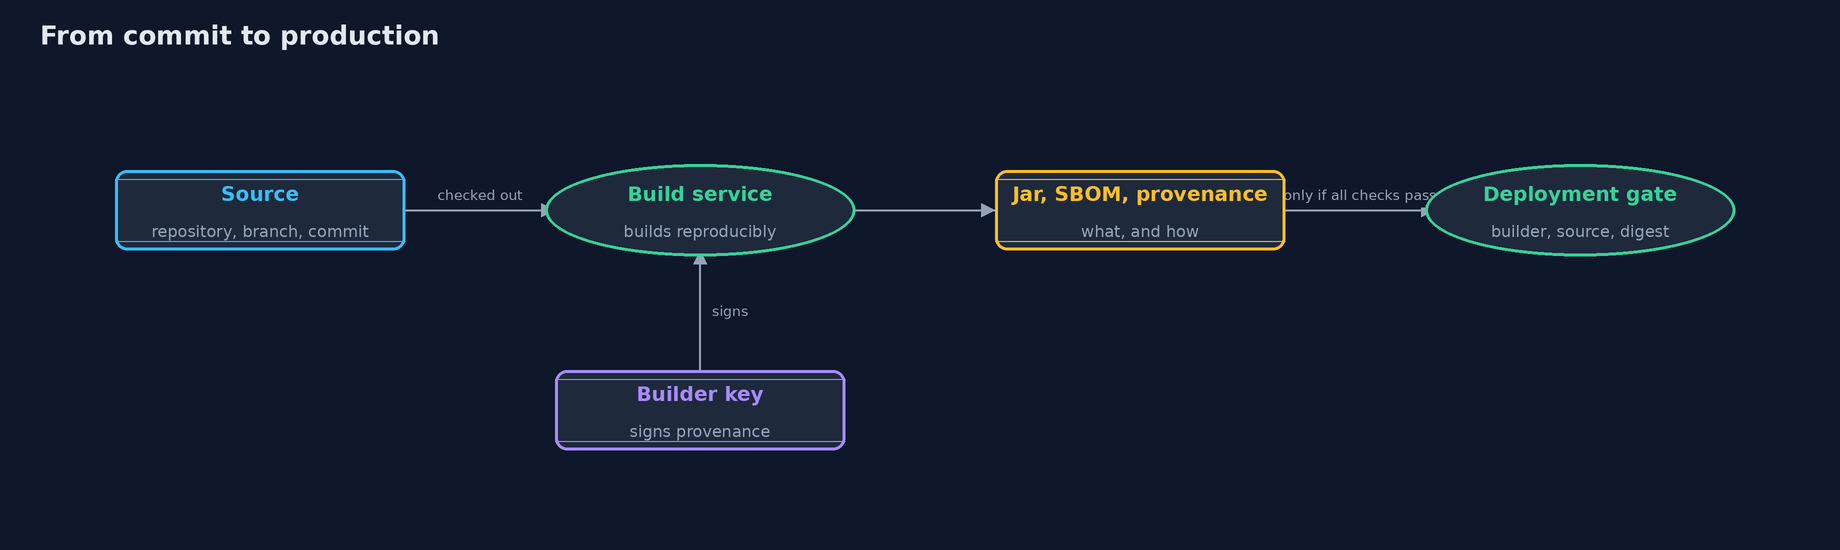 From commit to production
Source
repository, branch, commit
checked out
Build service
builds reproducibly
Jar, SBOM, provenance
what, and how
only if all checks pass
Deployment gate
builder, source, digest
signs
Builder key
signs provenance